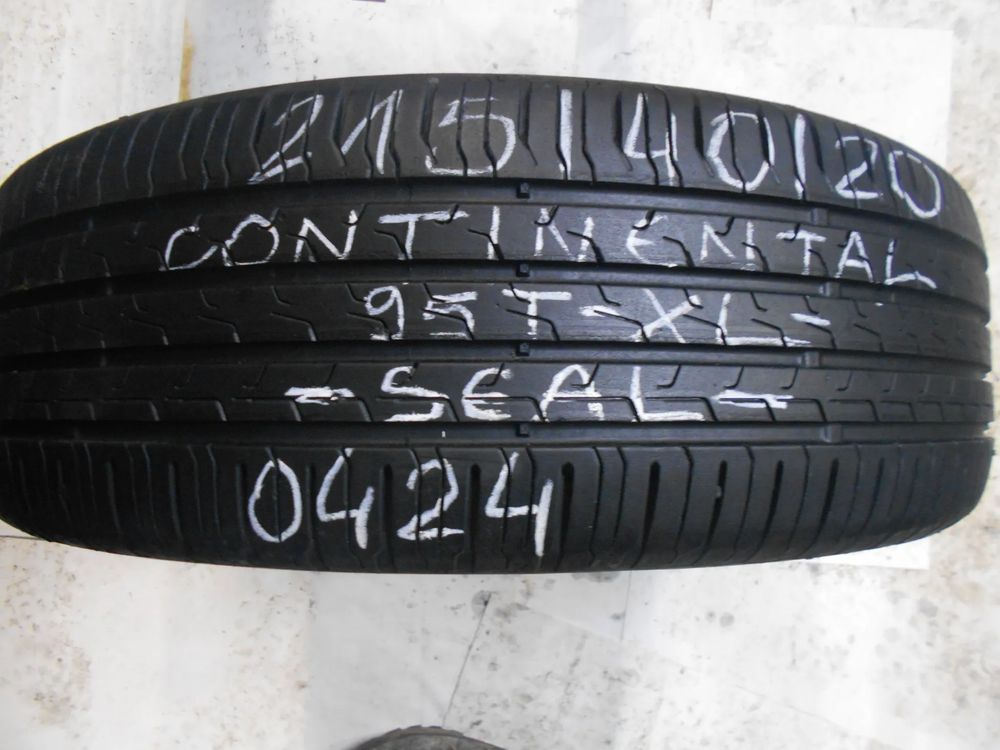 215/40/20
CONTINENTAL
95T-XL-
-SEAL-
0424